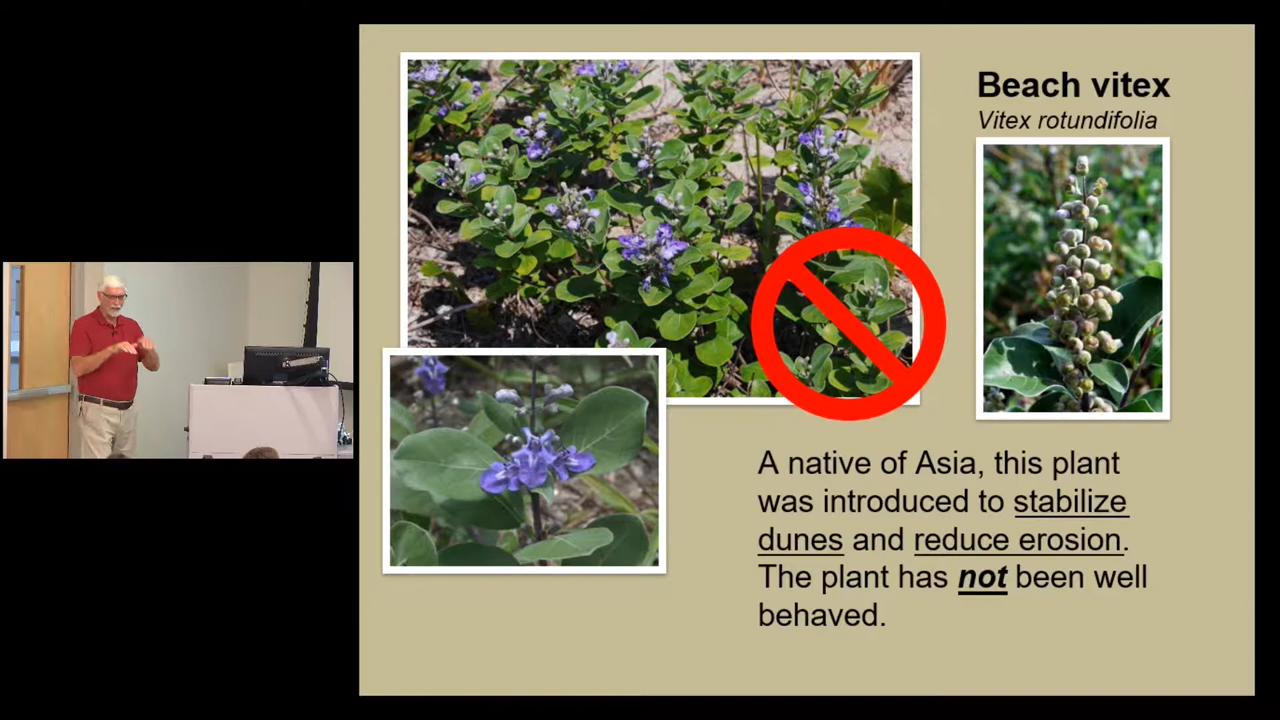 Beach vitex
Vitex rotundifolia
A native of Asia, this plant
was introduced to stabilize
dunes and reduce erosion.
The plant has not been well
behaved.